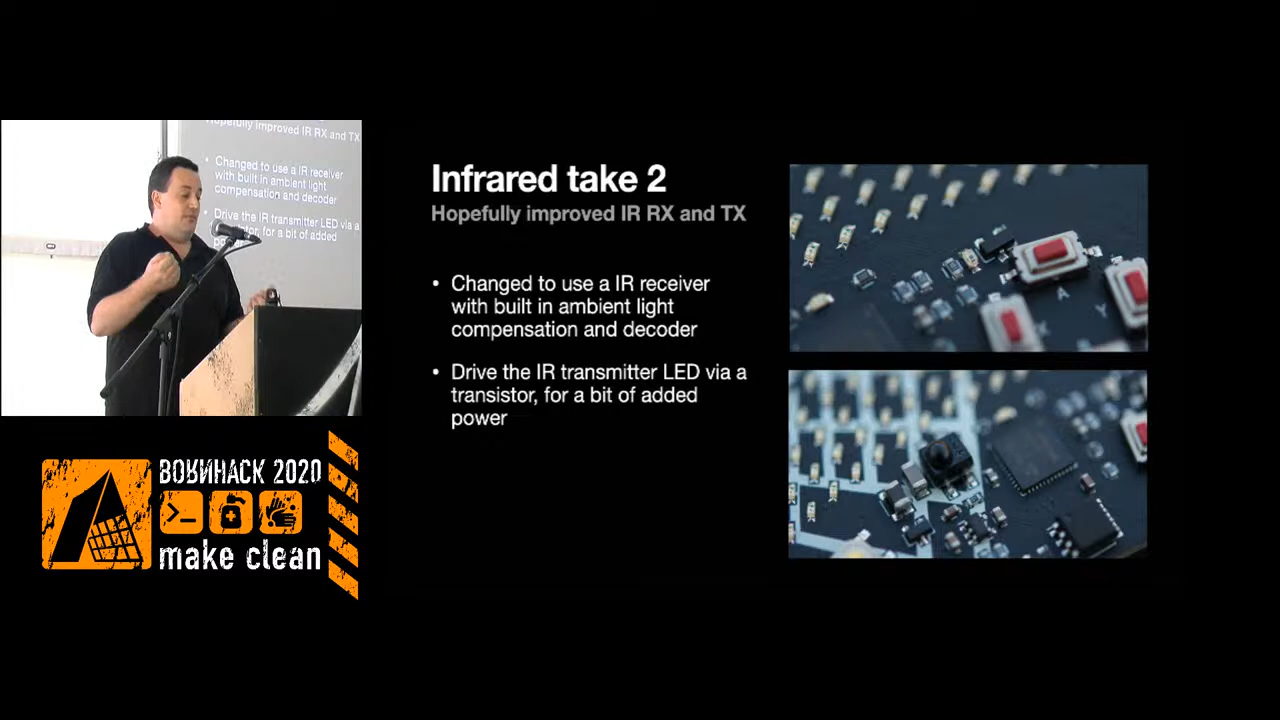 Hopefully improved IR RX and TX
• Changed to use a IR receiver
with built in ambient light
compensation and decoder
• Drive the IR transmitter LED via a
transistor, for a bit of added
power
BORNHACK 2020
make clean
Infrared take 2
Hopefully improved IR RX and TX
• Changed to use a IR receiver
with built in ambient light
compensation and decoder
• Drive the IR transmitter LED via a
transistor, for a bit of added
power
A
Y
X